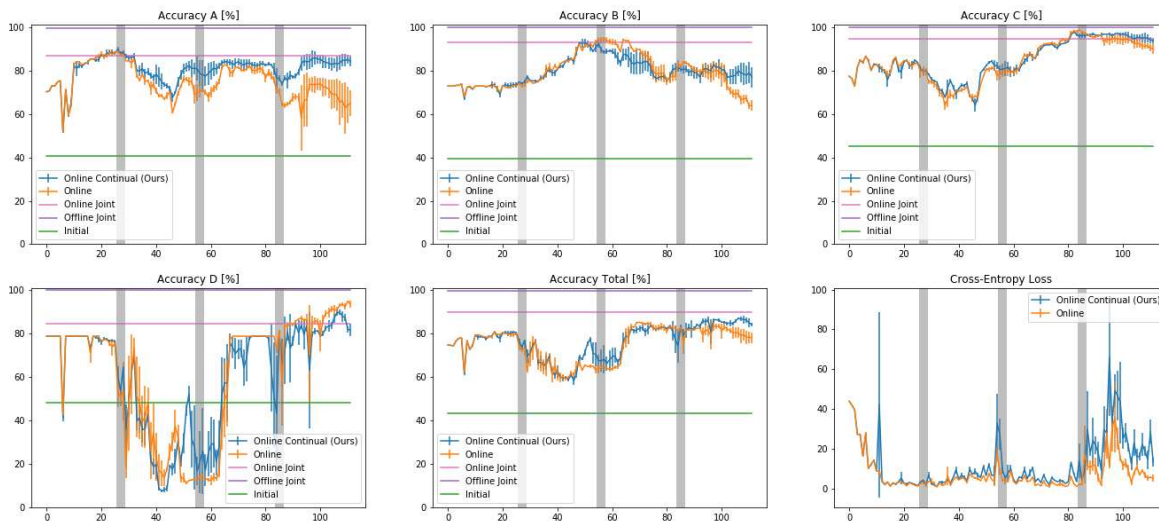 Accuracy A [%]
100
80
60
40
20
0
Online Continual (Ours)
Online
Online Joint
Offline Joint
Initial
0 20 40 60 80 100
Accuracy B [%]
100
80
60
40
20
0
Online Continual (Ours)
Online
Online Joint
Offline Joint
Initial
0 20 40 60 80 100
Accuracy C [%]
100
80
60
40
20
0
Online Continual (Ours)
Online
Online Joint
Offline Joint
Initial
0 20 40 60 80 100
Accuracy D [%]
100
80
60
40
20
0
Online Continual (Ours)
Online
Online Joint
Offline Joint
Initial
0 20 40 60 80 100
Accuracy Total [%]
100
80
60
40
20
0
Online Continual (Ours)
Online
Online Joint
Offline Joint
Initial
0 20 40 60 80 100
Cross-Entropy Loss
Online Continual (Ours)
Online
80
60
40
20
0
0 20 40 60 80 100